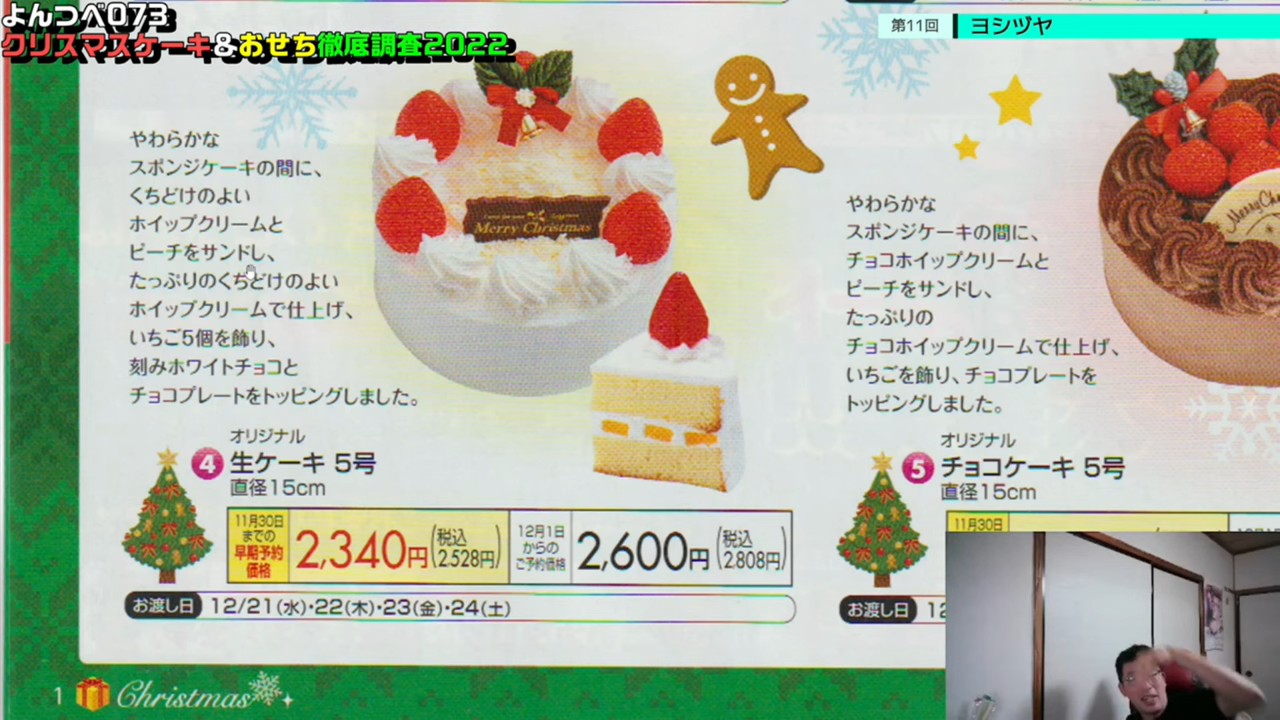 よんつべ073
クリスマスケーキ&おせち徹底調査2022
第11回 ヨシヅヤ
やわらかな
スポンジケーキの間に、
くちどけのよい
ホイップクリームと
ピーチをサンドし、
たっぷりのくちどけのよい
ホイップクリームで仕上げ、
いちご5個を飾り、
刻みホワイトチョコと
チョコプレートをトッピングしました。
Merry Christmas
オリジナル
4 生ケーキ 5号
直径15cm
11月30日までの早期予約価格 2,340円(税込2.528円) 12月1日からのご予約価格 2,600円(税込2.808円)
お渡し日 12/21(水)・22(木)・23(金)・24(土)
やわらかな
スポンジケーキの間に、
チョコホイップクリームと
ピーチをサンドし、
たっぷりの
チョコホイップクリームで仕上げ、
いちごを飾り、チョコプレートを
トッピングしました。
オリジナル
5 チョコケーキ 5号
直径15cm
11月30日
お渡し日 12
1 Christmas